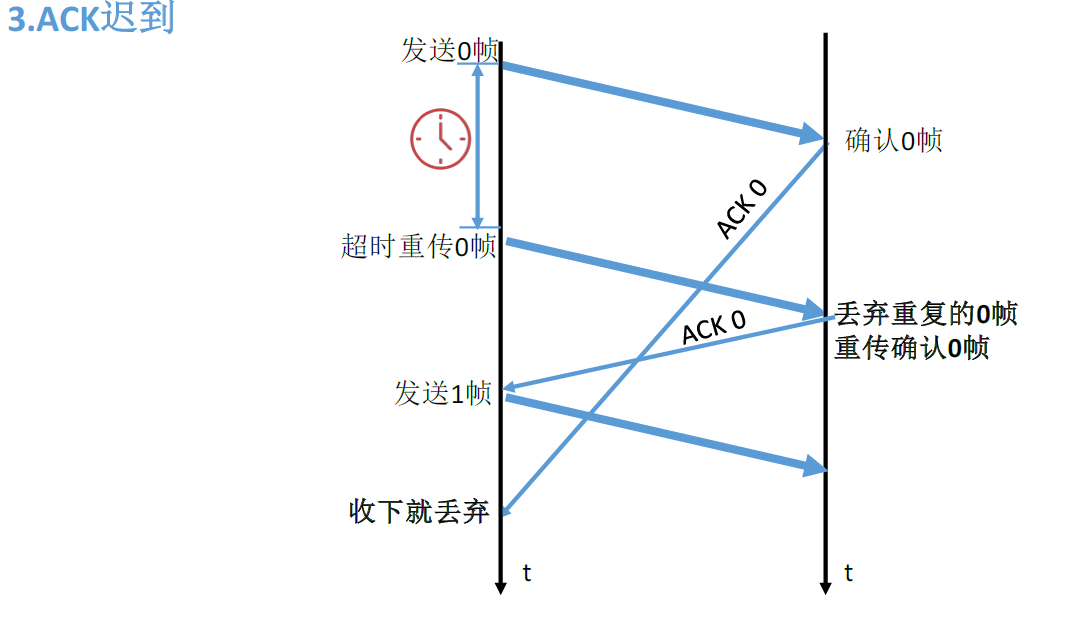 3.ACK迟到
发送0帧
确认0帧
ACK 0
超时重传0帧
丢弃重复的0帧
重传确认0帧
ACK 0
发送1帧
收下就丢弃
t
t